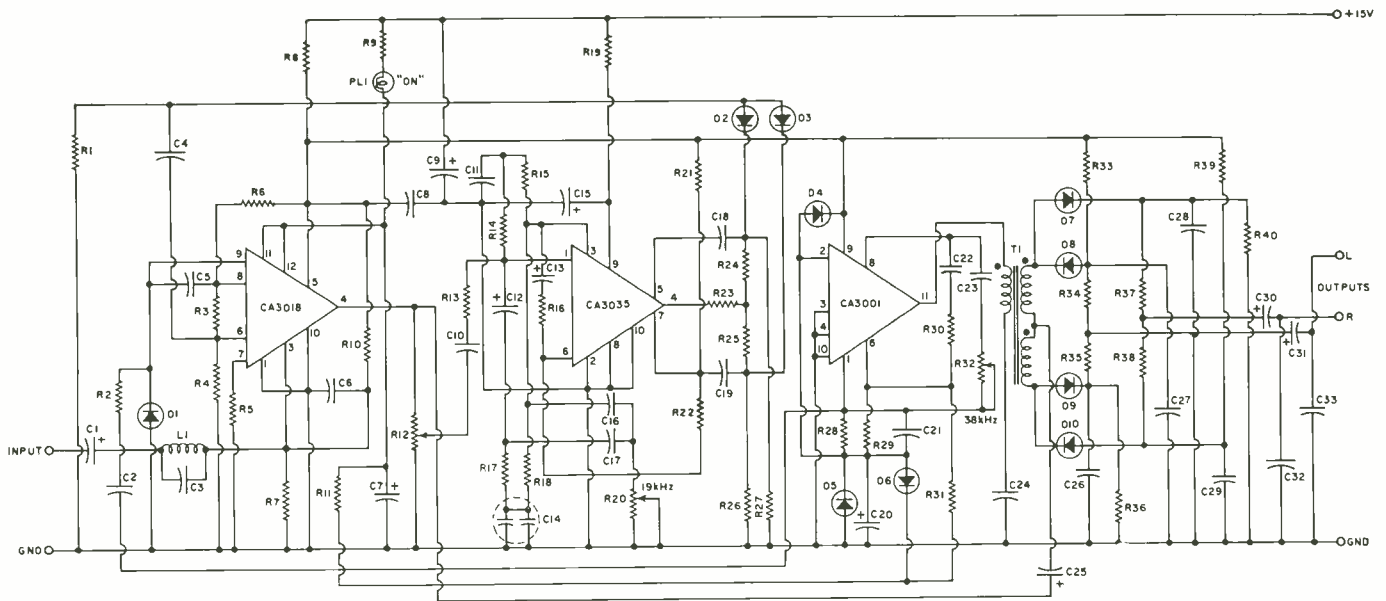 +15V
R8
R9
R19
PL1 "ON"
D2
D3
R1
C4
C9 +
C11
R15
R21
D4
R33
R39
R6
C8
C15
+
R14
D7
C28
11
12
9
8
5
C5
CA3018
4
R3
6
7
10
1
3
R10
C6
R4
R5
R2
D1
L1
C3
INPUT
C1
+
C2
R7
R11
C7
+
R12
R13
C10
1
3
9
C13
+
C12
+
R16
CA3035
5
4
7
6
2
8
10
C18
R24
R23
R25
C19
R22
C16
C17
R17
R18
C14
19kHz
R20
R26
R27
2
9
8
3
4
10
1
6
CA3001
11
C22
C23
R30
R32
38kHz
R28
R29
C21
D5
D6
C20
+
R31
T1
D8
R34
R37
R40
R35
R38
D9
D10
C24
C26
C27
R36
C29
C25
+
C30
+
C31
+
C32
C33
L
OUTPUTS
R
GND
GND